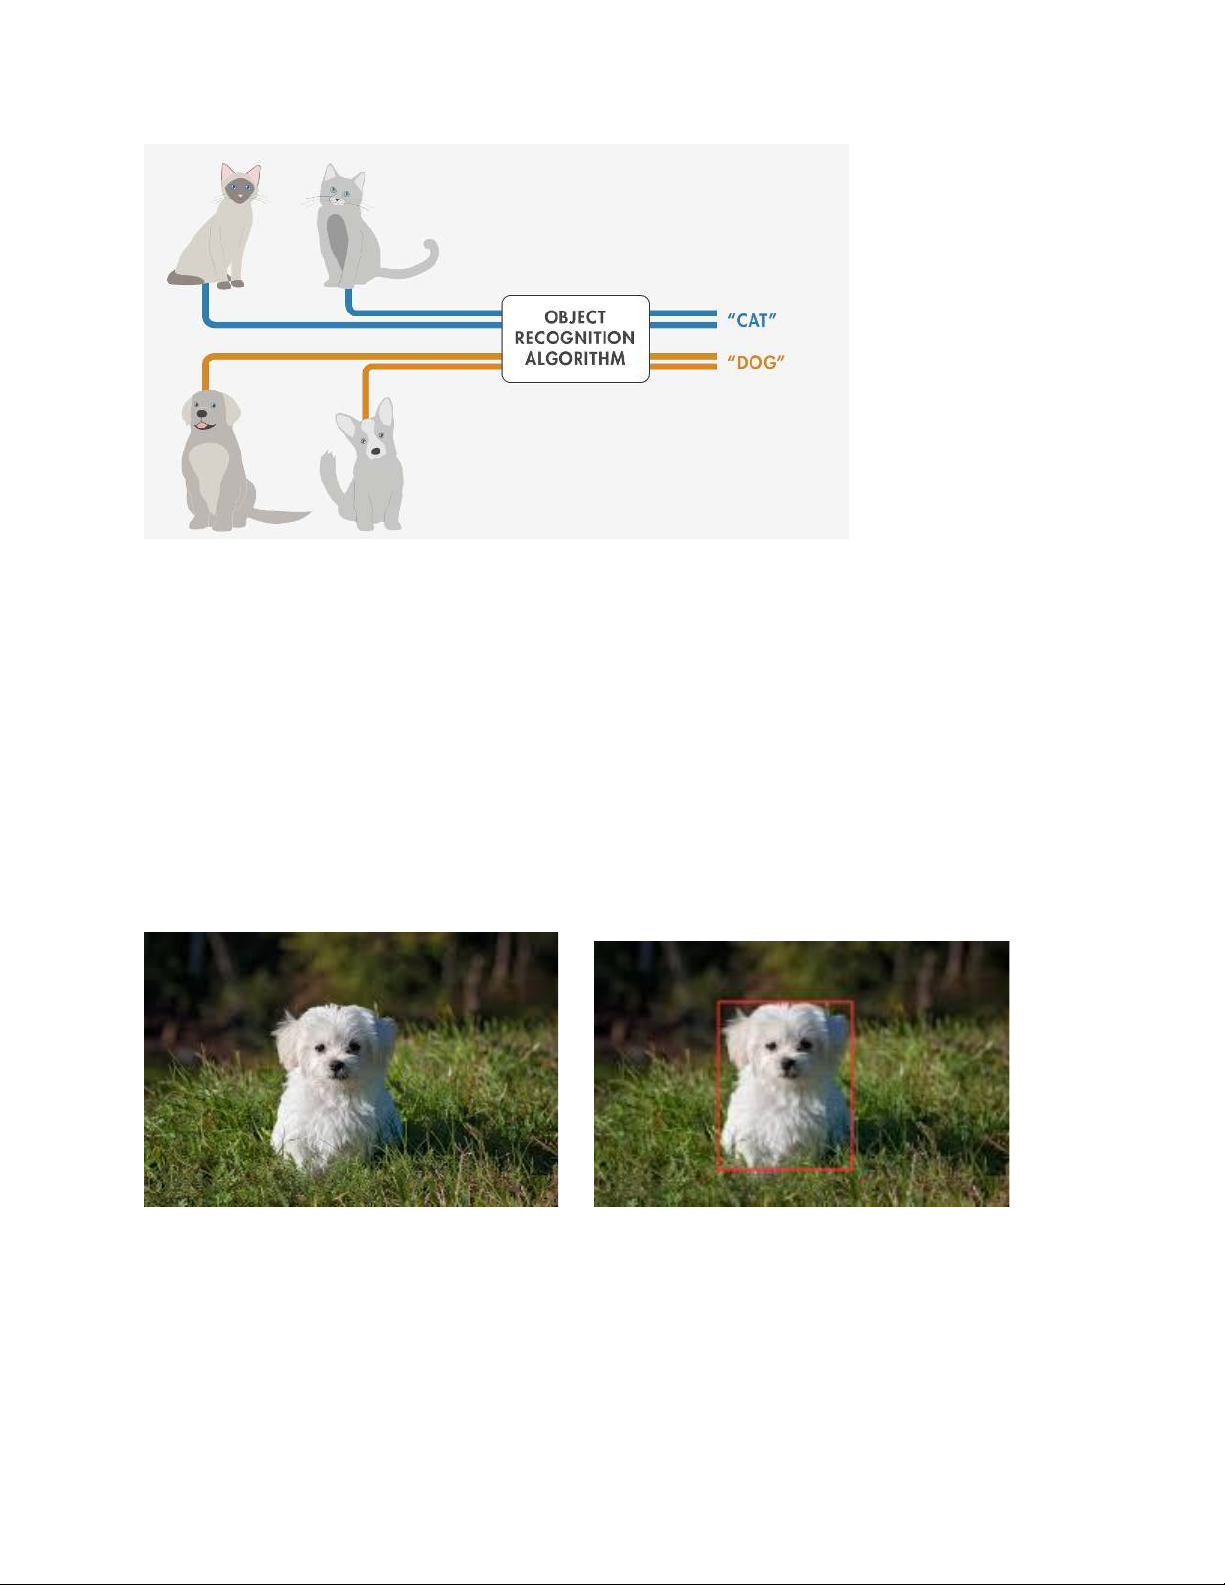 OBJECT
RECOGNITION
ALGORITHM
“CAT”
“DOG”